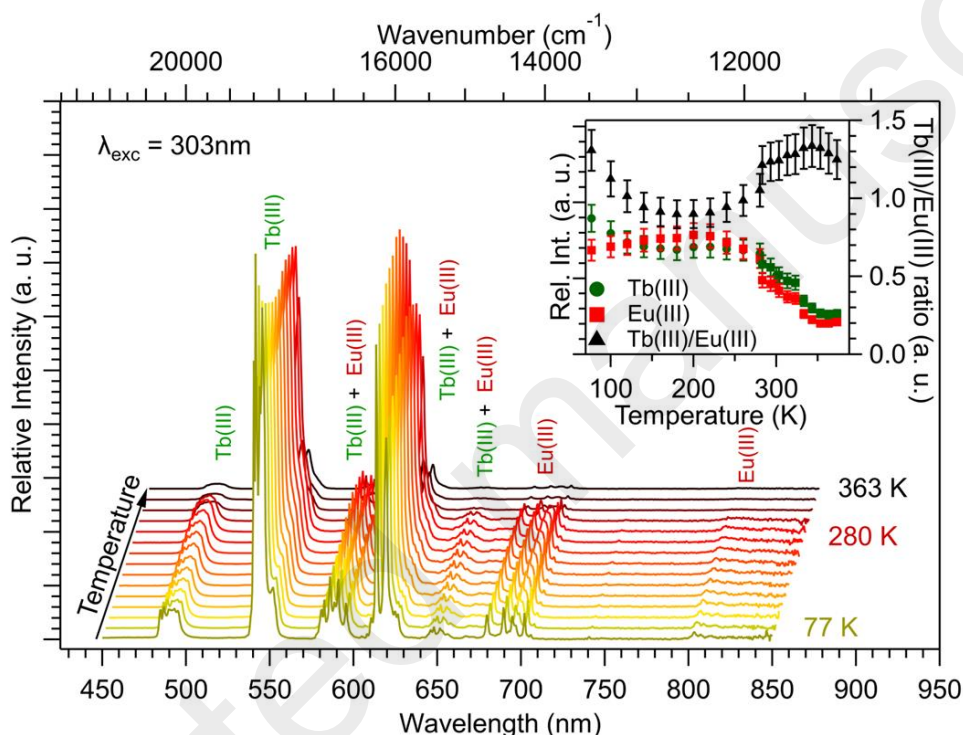 Wavenumber (cm⁻¹)
20000 16000 14000 12000
λexc = 303nm
Relative Intensity (a. u.)
Tb(III)
Tb(III)
Tb(III) + Eu(III)
Tb(III) + Eu(III)
Tb(III) + Eu(III)
Eu(III)
Eu(III)
Rel. Int. (a. u.)
Tb(III)/Eu(III) ratio (a. u.)
1.5
1.0
0.5
0.0
Tb(III)
Eu(III)
Tb(III)/Eu(III)
100 200 300
Temperature (K)
Temperature
363 K
280 K
77 K
450 500 550 600 650 700 750 800 850 900 950
Wavelength (nm)